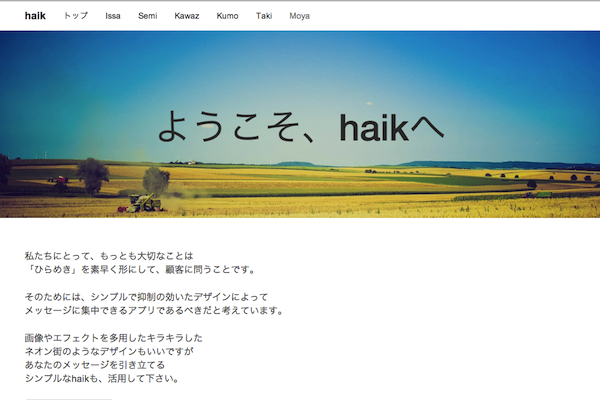 haik トップ Issa Semi Kawaz Kumo Taki Moya
ようこそ、haikへ
私たちにとって、もっとも大切なことは
「ひらめき」を素早く形にして、顧客に問うことです。
そのためには、シンプルで抑制の効いたデザインによって
メッセージに集中できるアプリであるべきだと考えています。
画像やエフェクトを多用したキラキラした
ネオン街のようなデザインもいいですが
あなたのメッセージを引き立てる
シンプルなhaikも、活用して下さい。